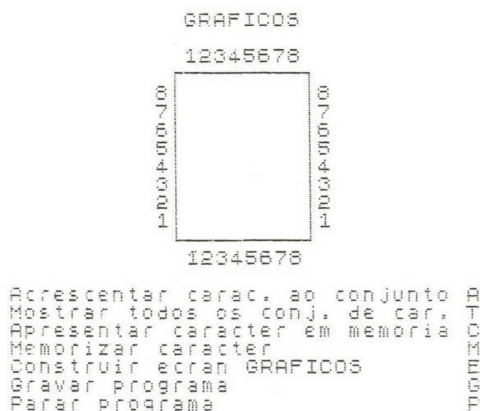 GRAFICOS
12345678
8 8
7 7
6 6
5 5
4 4
3 3
2 2
1 1
12345678
Acrescentar carac. ao conjunto A
Mostrar todos os conj. de car. T
Apresentar caracter em memoria C
Memorizar caracter M
Construir ecran GRAFICOS E
Gravar programa G
Parar programa P